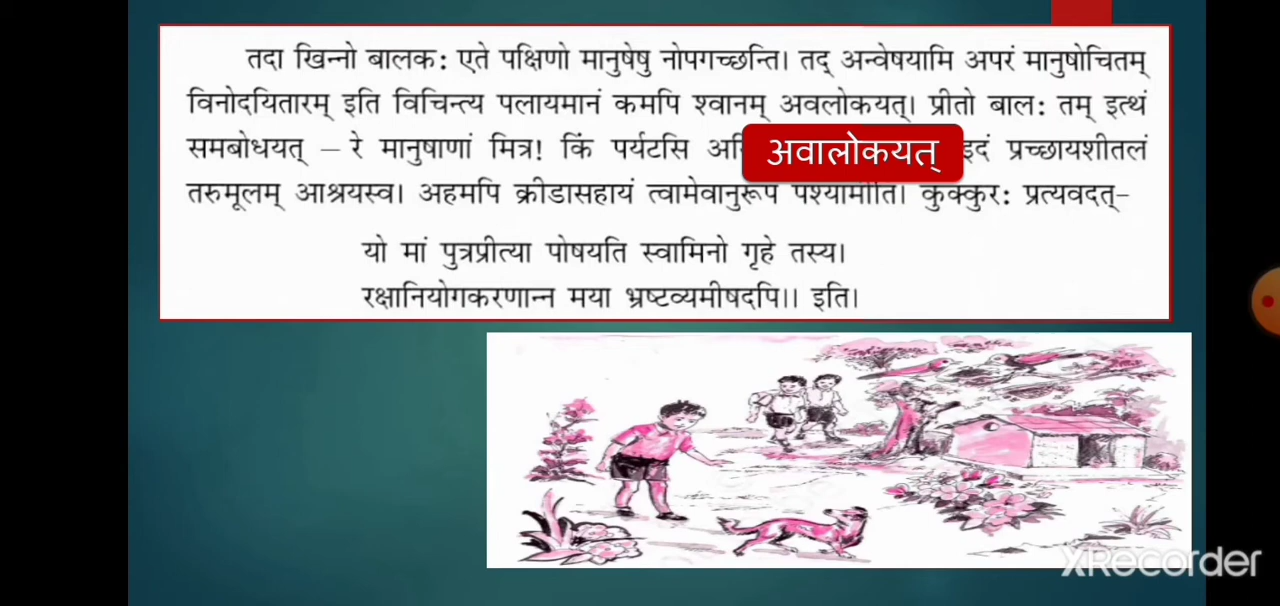 तदा खिन्नो बालक: एते पक्षिणो मानुषेषु नोपगच्छन्ति। तद् अन्वेषयामि अपरं मानुषोचितम्
विनोदयितारम् इति विचिन्त्य पलायमानं कमपि श्वानम् अवलोकयत्। प्रीतो बाल: तम् इत्थं
समबोधयत् – रे मानुषाणां मित्र! किं पर्यटसि अवालोकयत् इदं प्रच्छायशीतलं
तरुमूलम् आश्रयस्व। अहमपि क्रीडासहायं त्वामेवानुरूपं पश्यामीति। कुक्कुर: प्रत्यवदत्-
यो मां पुत्रप्रीत्या पोषयति स्वामिनो गृहे तस्य।
रक्षानियोगकरणान्न मया भ्रष्टव्यमीषदपि।। इति।
XRecorder